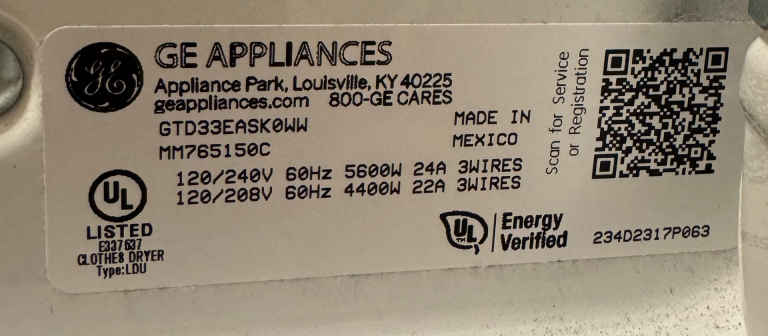 GE APPLIANCES
Appliance Park, Louisville, KY 40225
geappliances.com 800-GE CARES
GTD33EASK0WW
MADE IN
MM765150C
MEXICO
120/240V 60Hz 5600W 24A 3WIRES
120/208V 60Hz 4400W 22A 3WIRES
Scan for Service
or Registration
GE
UL
LISTED
E337637
CLOTHES DRYER
Type:LDU
UL
TM
Energy
Verified
234D2317P063